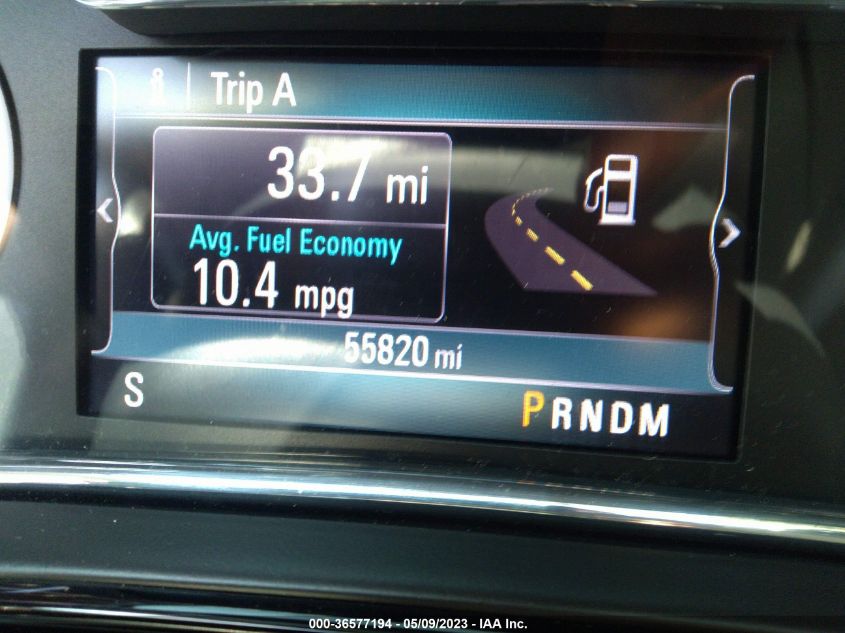 i Trip A
33.7 mi
Avg. Fuel Economy
10.4 mpg
55820 mi
S
PRNDM
000-36577194 - 05/09/2023 - IAA Inc.